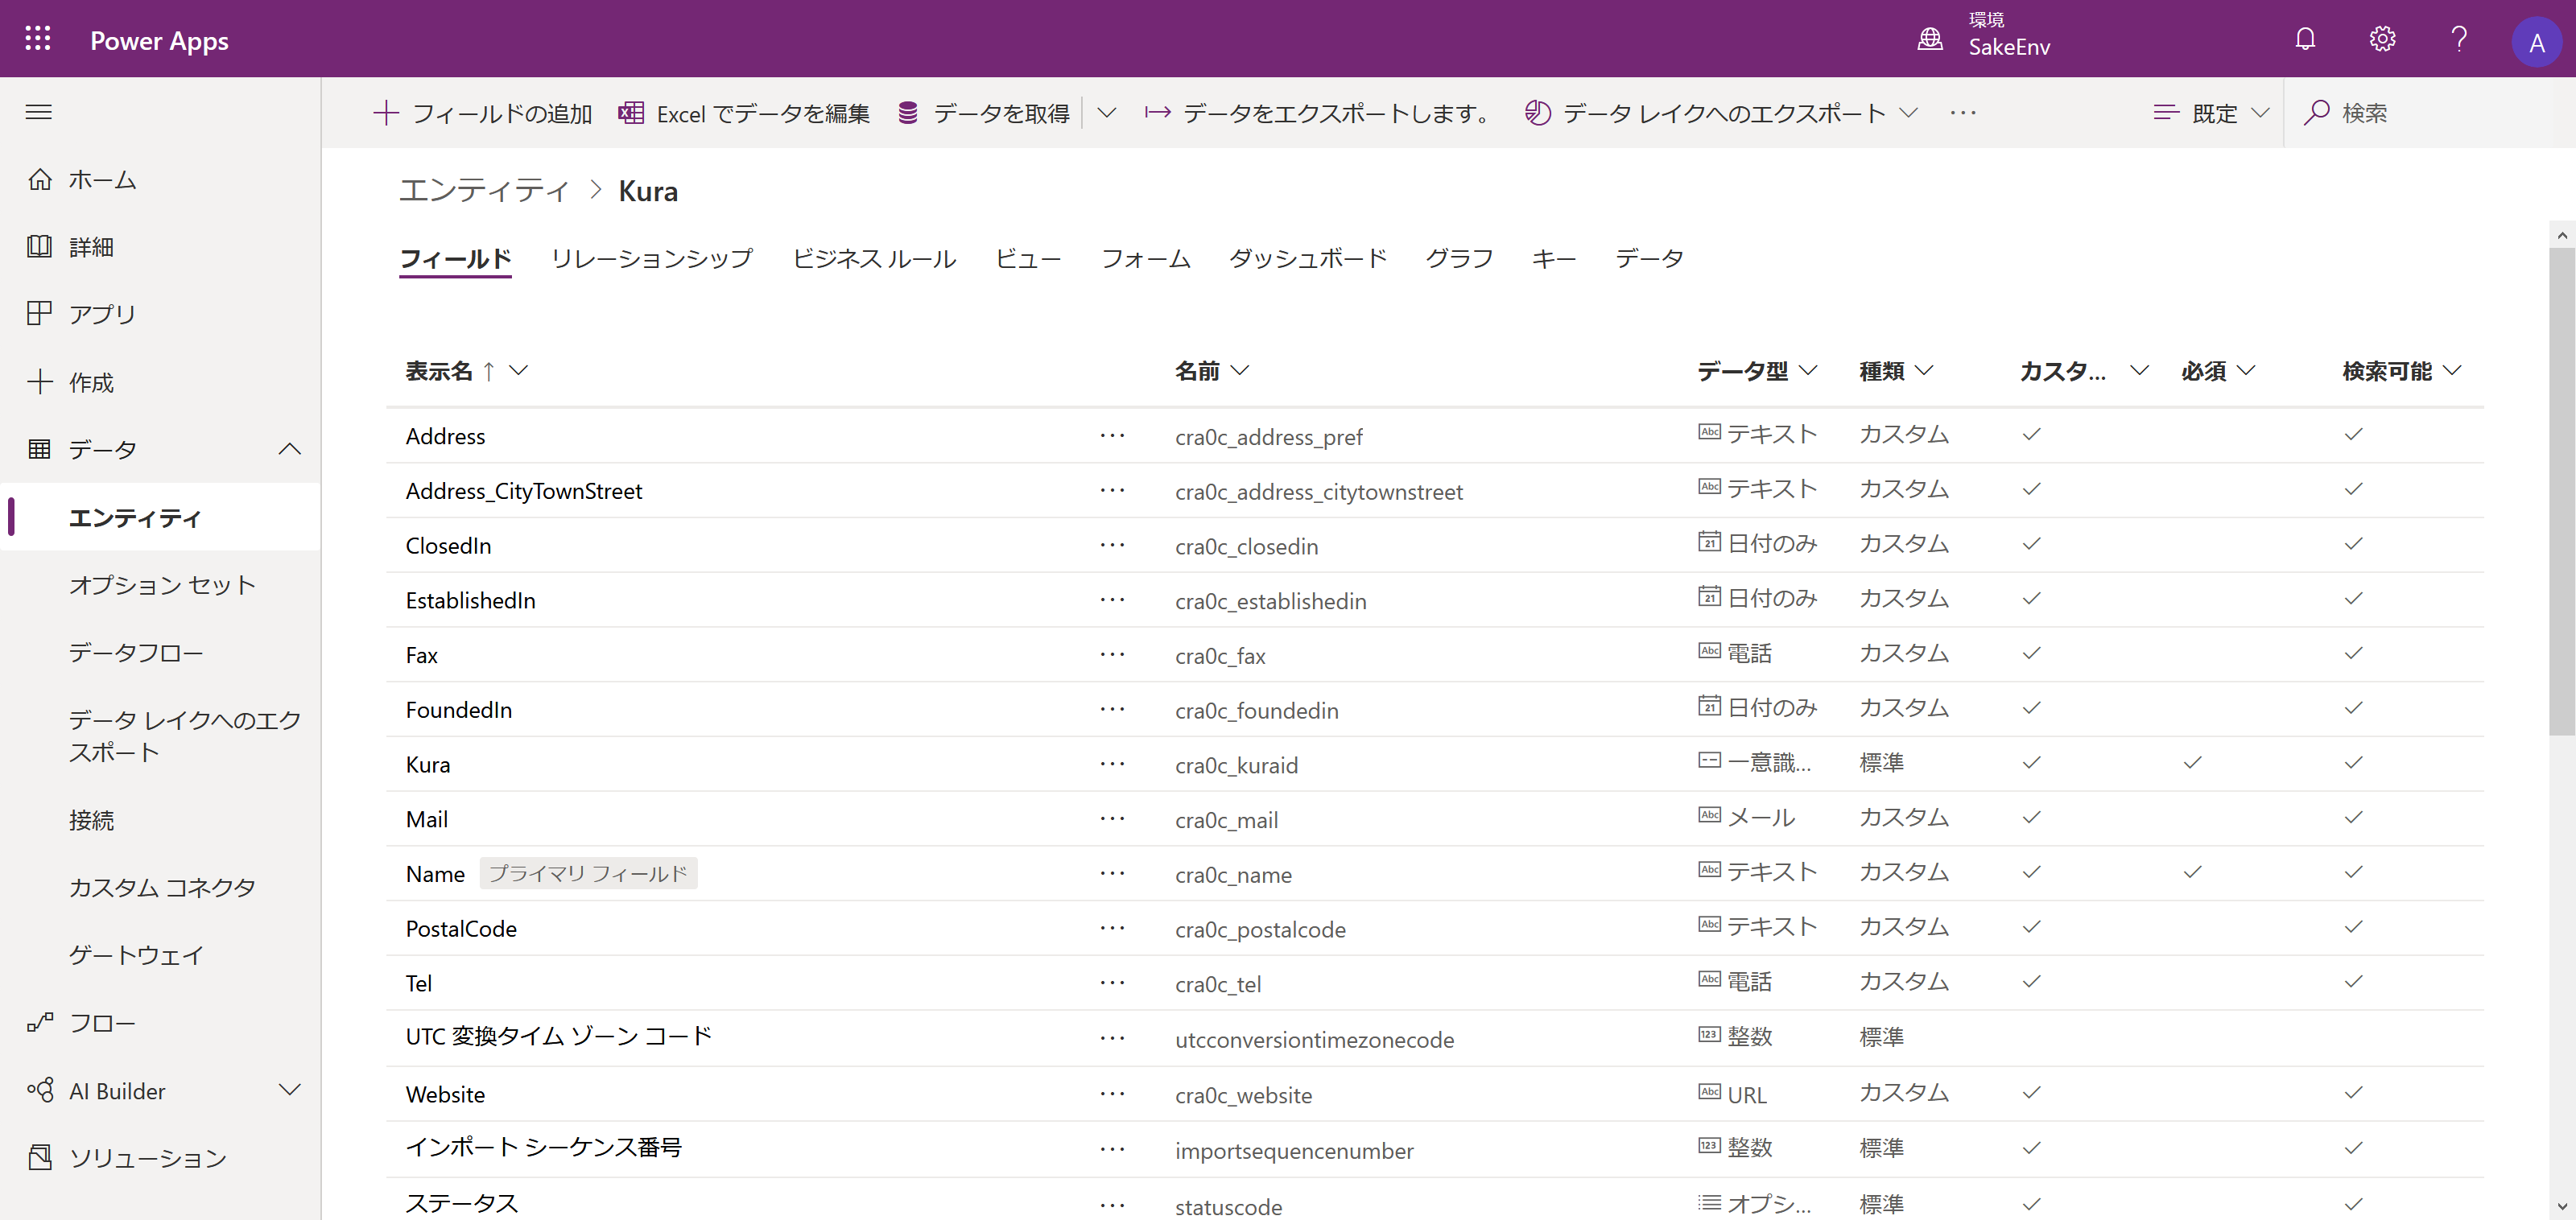 Power Apps
環境
SakeEnv
A
フィールドの追加 Excel でデータを編集 データを取得 データをエクスポートします。 データ レイクへのエクスポート ··· 既定 検索
ホーム
詳細
アプリ
作成
データ
エンティティ
オプション セット
データフロー
データ レイクへのエク
スポート
接続
カスタム コネクタ
ゲートウェイ
フロー
AI Builder
ソリューション
エンティティ > Kura
フィールド リレーションシップ ビジネス ルール ビュー フォーム ダッシュボード グラフ キー データ
表示名 ↑ 名前 データ型 種類 カスタ... 必須 検索可能
Address ··· cra0c_address_pref Abc テキスト カスタム
Address_CityTownStreet ··· cra0c_address_citytownstreet Abc テキスト カスタム
ClosedIn ··· cra0c_closedin 21 日付のみ カスタム
EstablishedIn ··· cra0c_establishedin 21 日付のみ カスタム
Fax ··· cra0c_fax Abc 電話 カスタム
FoundedIn ··· cra0c_foundedin 21 日付のみ カスタム
Kura ··· cra0c_kuraid 一意識... 標準
Mail ··· cra0c_mail Abc メール カスタム
Name プライマリ フィールド ··· cra0c_name Abc テキスト カスタム
PostalCode ··· cra0c_postalcode Abc テキスト カスタム
Tel ··· cra0c_tel Abc 電話 カスタム
UTC 変換タイム ゾーン コード ··· utcconversiontimezonecode 123 整数 標準
Website ··· cra0c_website Abc URL カスタム
インポート シーケンス番号 ··· importsequencenumber 123 整数 標準
ステータス ··· statuscode オプシ... 標準